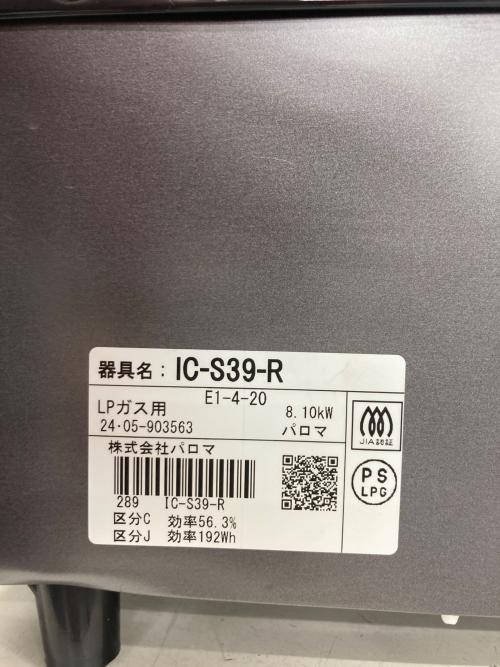 器具名：IC-S39-R
E1-4-20
LPガス用 8.10kW
24・05-903563 パロマ
JIA認証
株式会社パロマ
PS
LPG
289 IC-S39-R
区分C 効率56.3%
区分J 効率192Wh